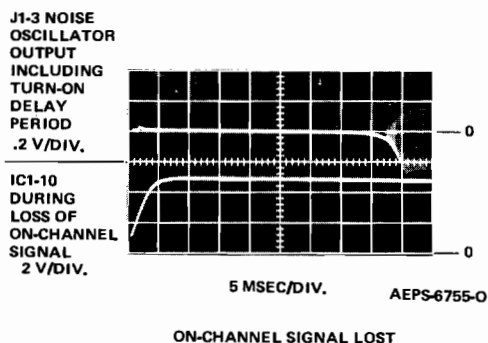 J1-3 NOISE
OSCILLATOR
OUTPUT
INCLUDING
TURN-ON
DELAY
PERIOD
.2 V/DIV.
0
IC1-10
DURING
LOSS OF
ON-CHANNEL
SIGNAL
2 V/DIV.
0
5 MSEC/DIV.
AEPS-6755-O
ON-CHANNEL SIGNAL LOST